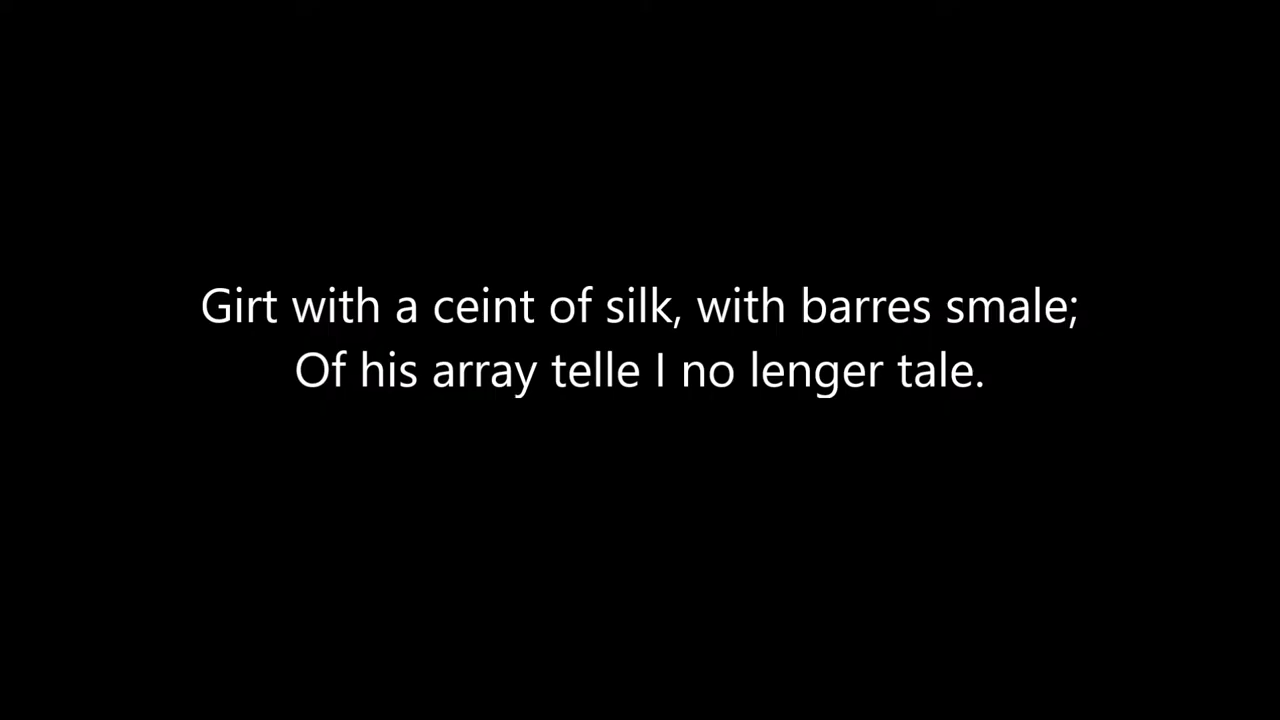 Girt with a ceint of silk, with barres smale;
Of his array telle I no lenger tale.